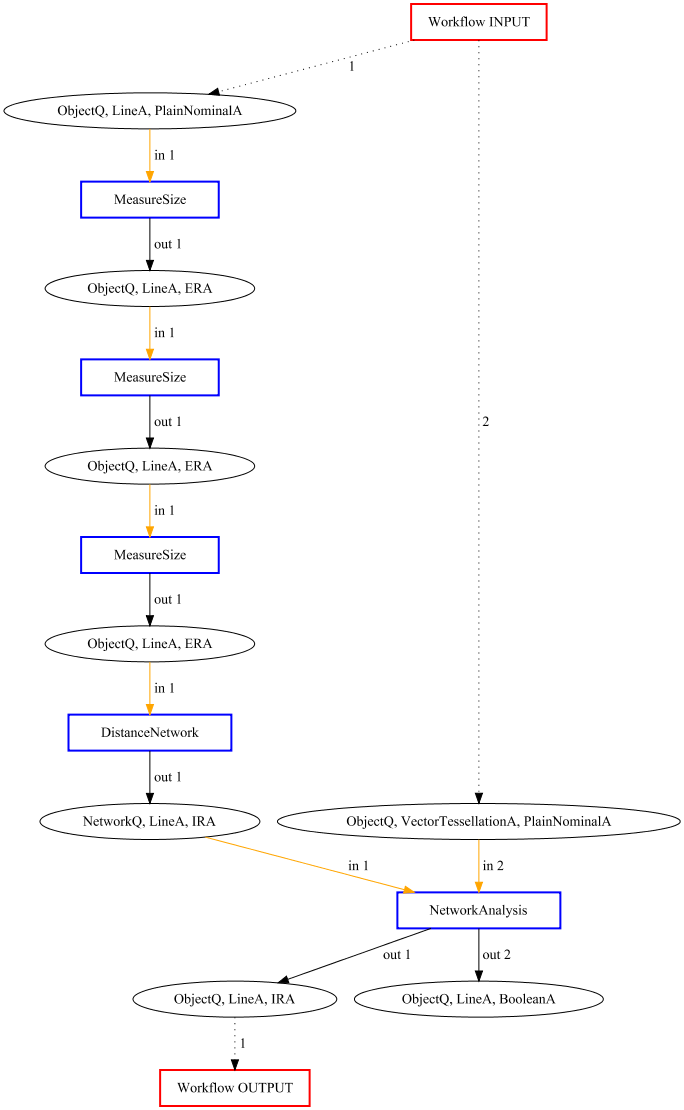 Workflow INPUT
1
ObjectQ, LineA, PlainNominalA
in 1
MeasureSize
out 1
ObjectQ, LineA, ERA
in 1
MeasureSize
out 1
2
ObjectQ, LineA, ERA
in 1
MeasureSize
out 1
ObjectQ, LineA, ERA
in 1
DistanceNetwork
out 1
NetworkQ, LineA, IRA
ObjectQ, VectorTessellationA, PlainNominalA
in 1
in 2
NetworkAnalysis
out 1
out 2
ObjectQ, LineA, IRA
ObjectQ, LineA, BooleanA
1
Workflow OUTPUT